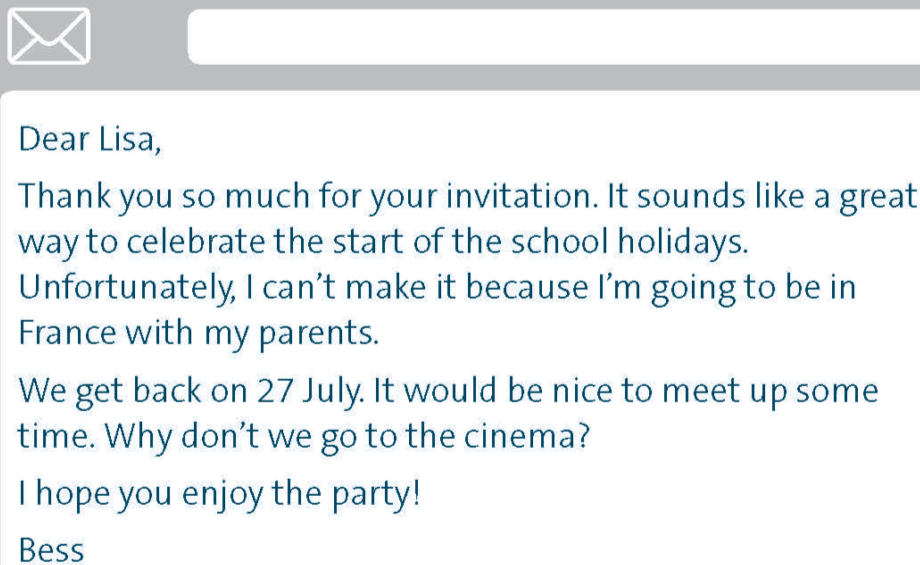 Dear Lisa,
Thank you so much for your invitation. It sounds like a great
way to celebrate the start of the school holidays.
Unfortunately, I can’t make it because I’m going to be in
France with my parents.
We get back on 27 July. It would be nice to meet up some
time. Why don’t we go to the cinema?
I hope you enjoy the party!
Bess